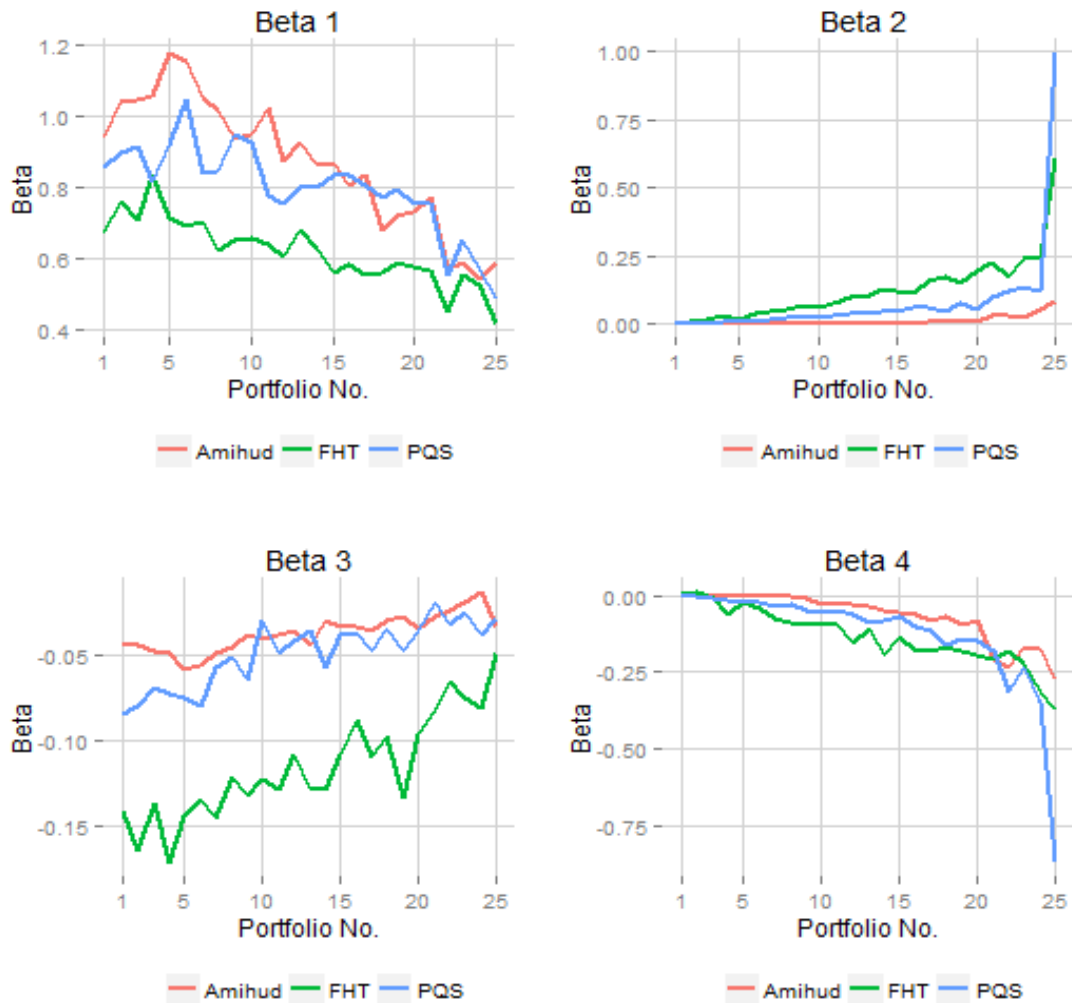 Beta 1
Beta
1.2
1.0
0.8
0.6
0.4
1 5 10 15 20 25
Portfolio No.
Amihud FHT PQS
Beta 2
Beta
1.00
0.75
0.50
0.25
0.00
1 5 10 15 20 25
Portfolio No.
Amihud FHT PQS
Beta 3
Beta
-0.05
-0.10
-0.15
1 5 10 15 20 25
Portfolio No.
Amihud FHT PQS
Beta 4
Beta
0.00
-0.25
-0.50
-0.75
1 5 10 15 20 25
Portfolio No.
Amihud FHT PQS